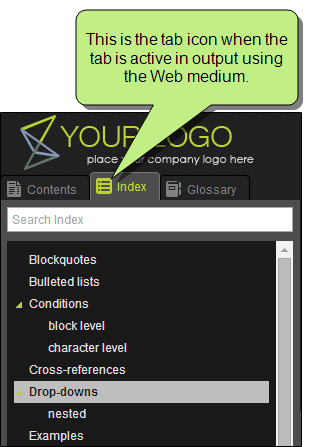 This is the tab icon when the
tab is active in output using
the Web medium.
YOUR LOGO
place your company logo here
Contents
Index
Glossary
Search Index
Blockquotes
Bulleted lists
Conditions
block level
character level
Cross-references
Drop-downs
nested
Examples